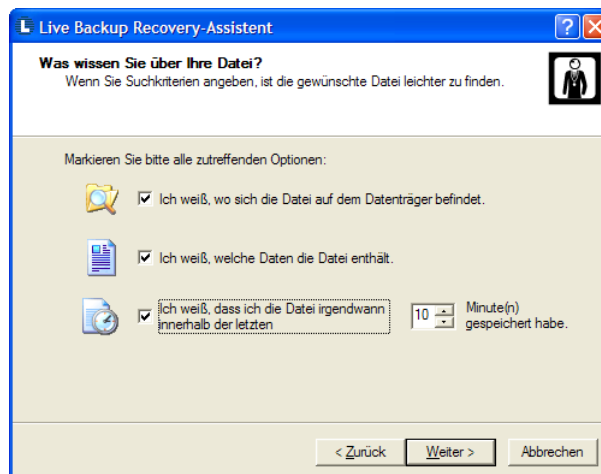 Live Backup Recovery-Assistent
Was wissen Sie über Ihre Datei?
Wenn Sie Suchkriterien angeben, ist die gewünschte Datei leichter zu finden.
Markieren Sie bitte alle zutreffenden Optionen:
Ich weiß, wo sich die Datei auf dem Datenträger befindet.
Ich weiß, welche Daten die Datei enthält.
Ich weiß, dass ich die Datei irgendwann
innerhalb der letzten
10
Minute(n)
gespeichert habe.
< Zurück
Weiter >
Abbrechen